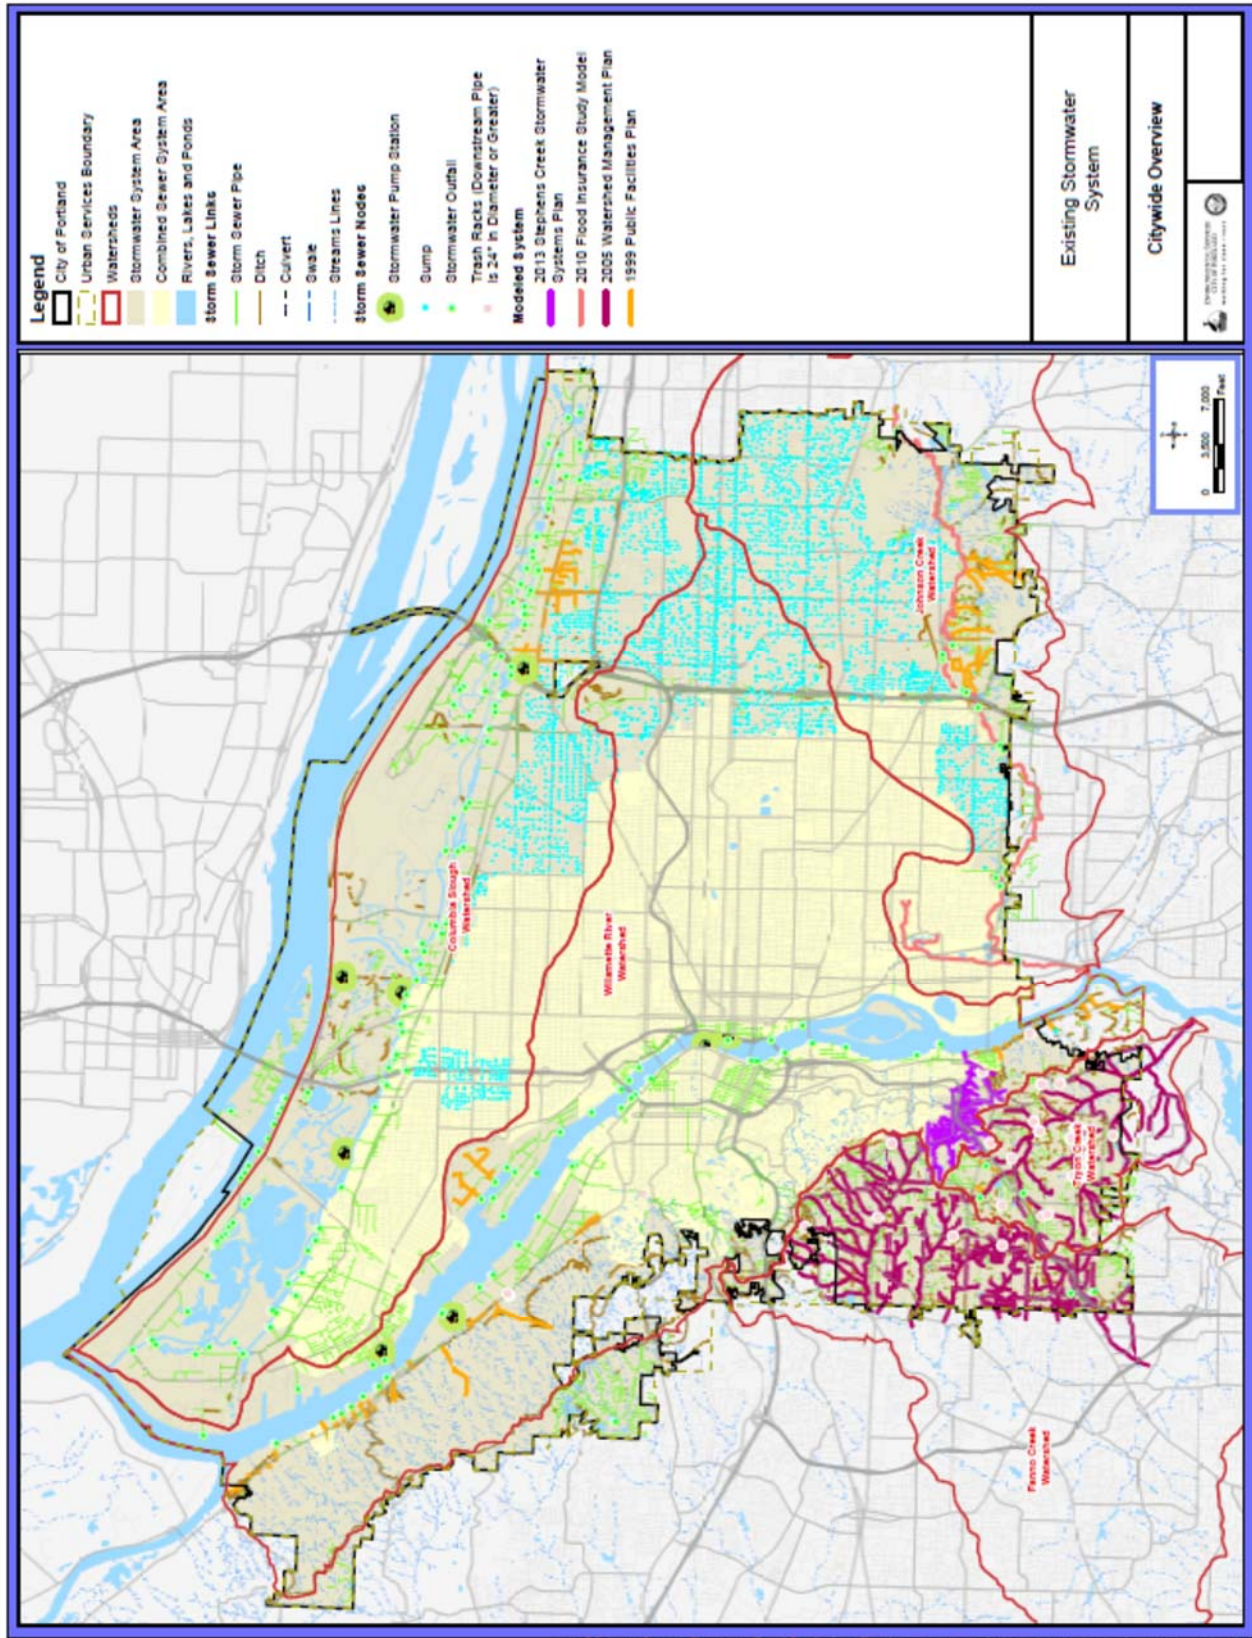 Legend
City of Portland
Urban Services Boundary
Watersheds
Stormwater System Area
Combined Sewer System Area
Rivers, Lakes and Ponds
Storm Sewer Links
Storm Sewer Pipe
Ditch
Culvert
Swale
Streams Lines
Storm Sewer Nodes
Stormwater Pump Station
Sump
Stormwater Outfall
Trash Racks (Downstream Pipe
is 24" in Diameter or Greater)
Modeled System
2013 Stephens Creek Stormwater
Systems Plan
2010 Flood Insurance Study Model
2005 Watershed Management Plan
1999 Public Facilities Plan
Existing Stormwater
System
Citywide Overview
Columbia Slough
Watershed
Willamette River
Watershed
Johnson Creek
Watershed
Tryon Creek
Watershed
Fanno Creek
Watershed
0 3,500 7,000
Feet